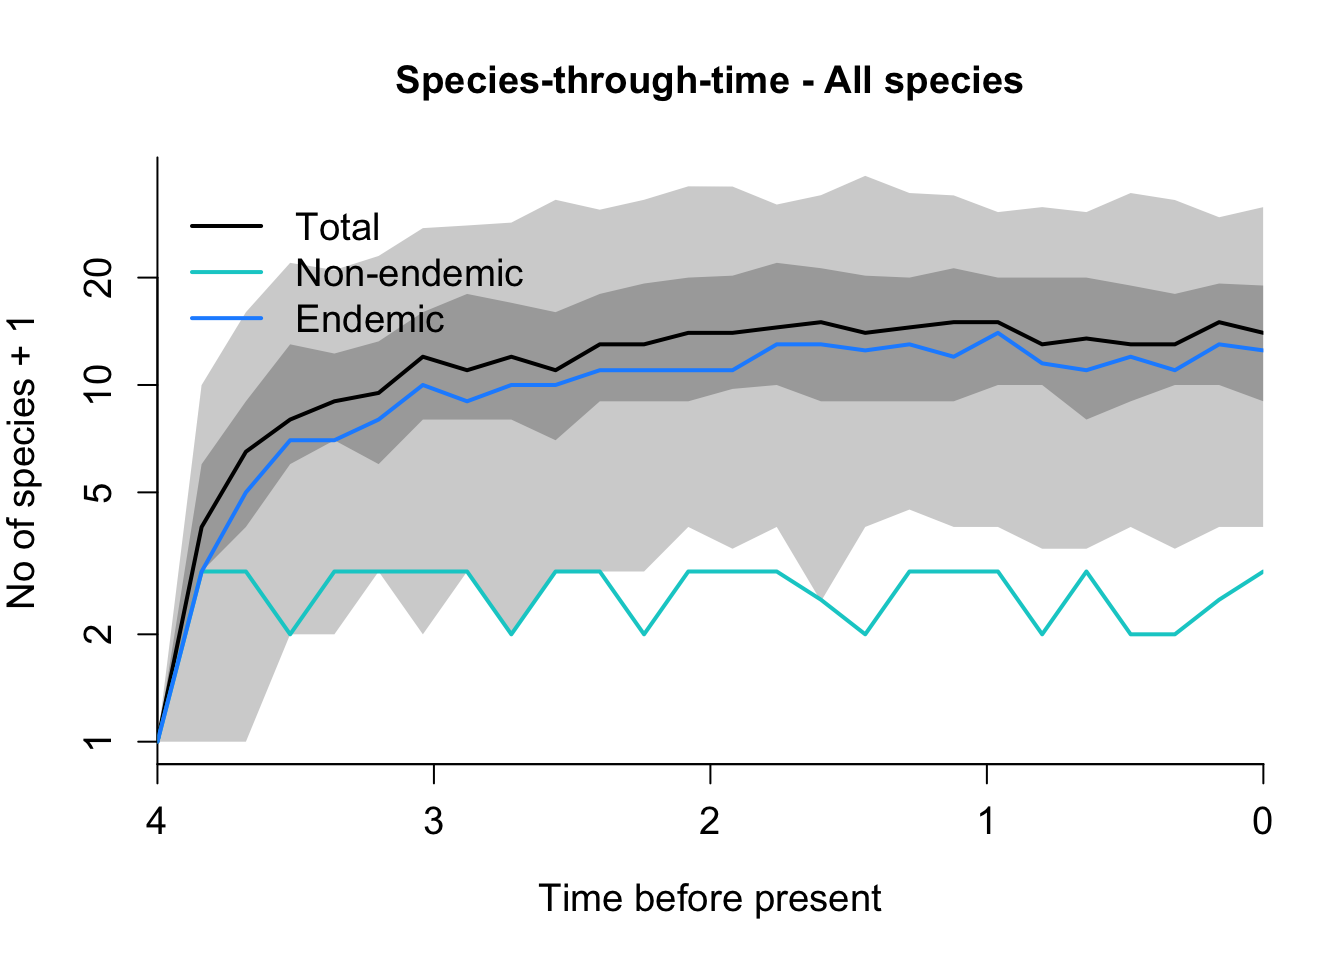 Species-through-time - All species
Total
Non-endemic
Endemic
No of species + 1
20
10
5
2
1
4 3 2 1 0
Time before present